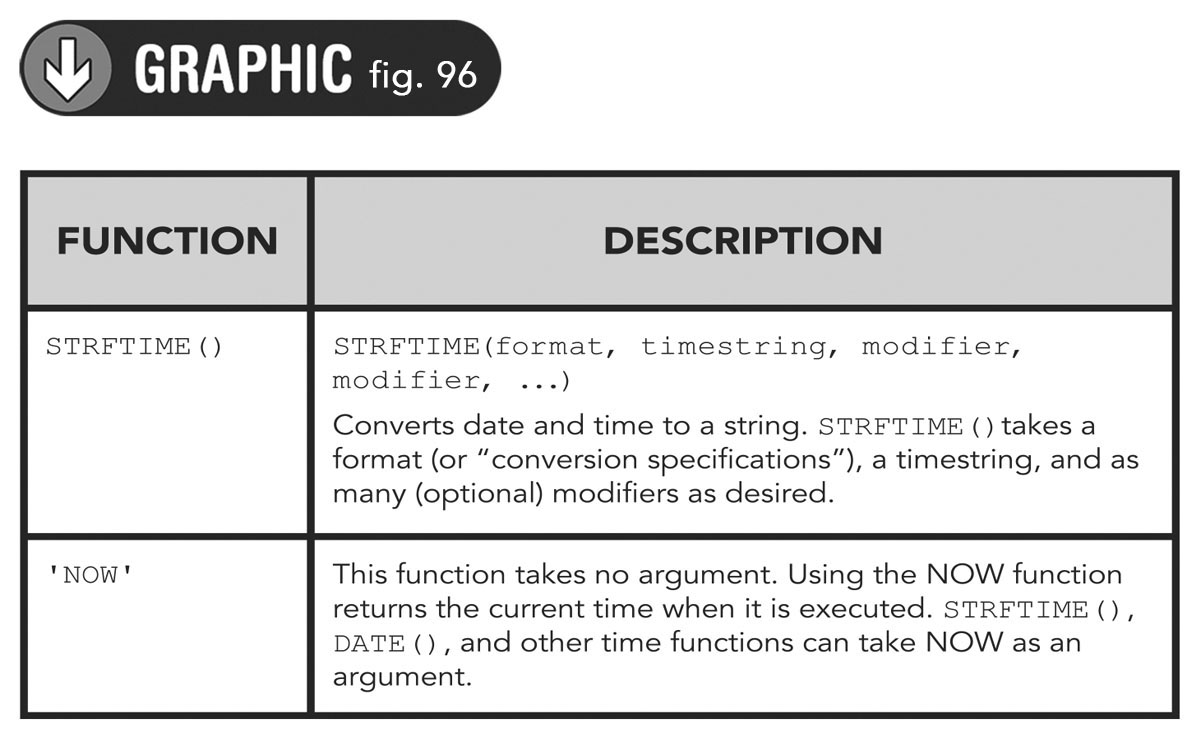 GRAPHIC fig. 96
FUNCTION
DESCRIPTION
STRFTIME()
STRFTIME(format, timestring, modifier,
modifier, ...)
Converts date and time to a string. STRFTIME()takes a
format (or “conversion specifications”), a timestring, and as
many (optional) modifiers as desired.
'NOW'
This function takes no argument. Using the NOW function
returns the current time when it is executed. STRFTIME(),
DATE(), and other time functions can take NOW as an
argument.